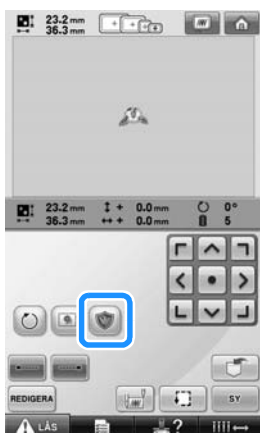 23.2 mm
36.3 mm
23.2 mm + 0.0 mm 0°
36.3 mm + 0.0 mm 5
REDIGERA SY
LÅS ?